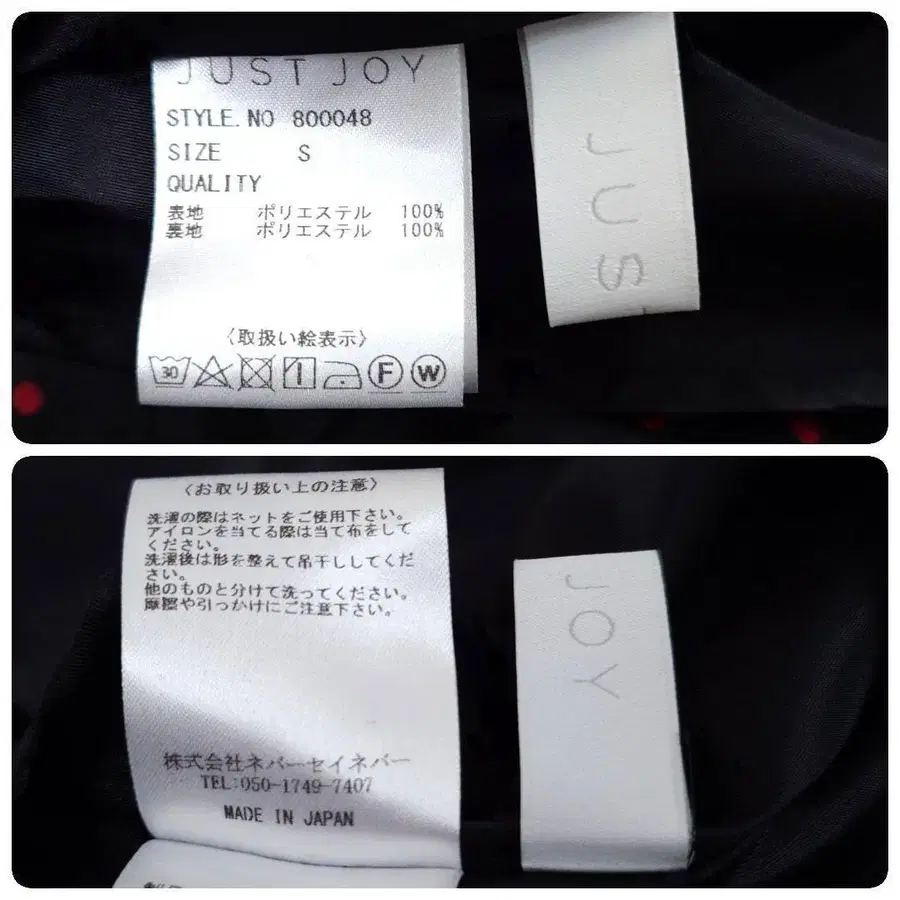 JUST JOY
STYLE.NO 800048
SIZE S
QUALITY
表地 ポリエステル 100%
裏地 ポリエステル 100%
〈取扱い絵表示〉
30
F W
JUS
〈お取り扱い上の注意〉
洗濯の際はネットをご使用下さい。
アイロンを当てる際は当て布をして
ください。
洗濯後は形を整えて吊干ししてくだ
さい。
他のものと分けて洗ってください。
摩擦や引っかけにご注意下さい。
株式会社ネバーセイネバー
TEL:050-1749-7407
MADE IN JAPAN
JOY